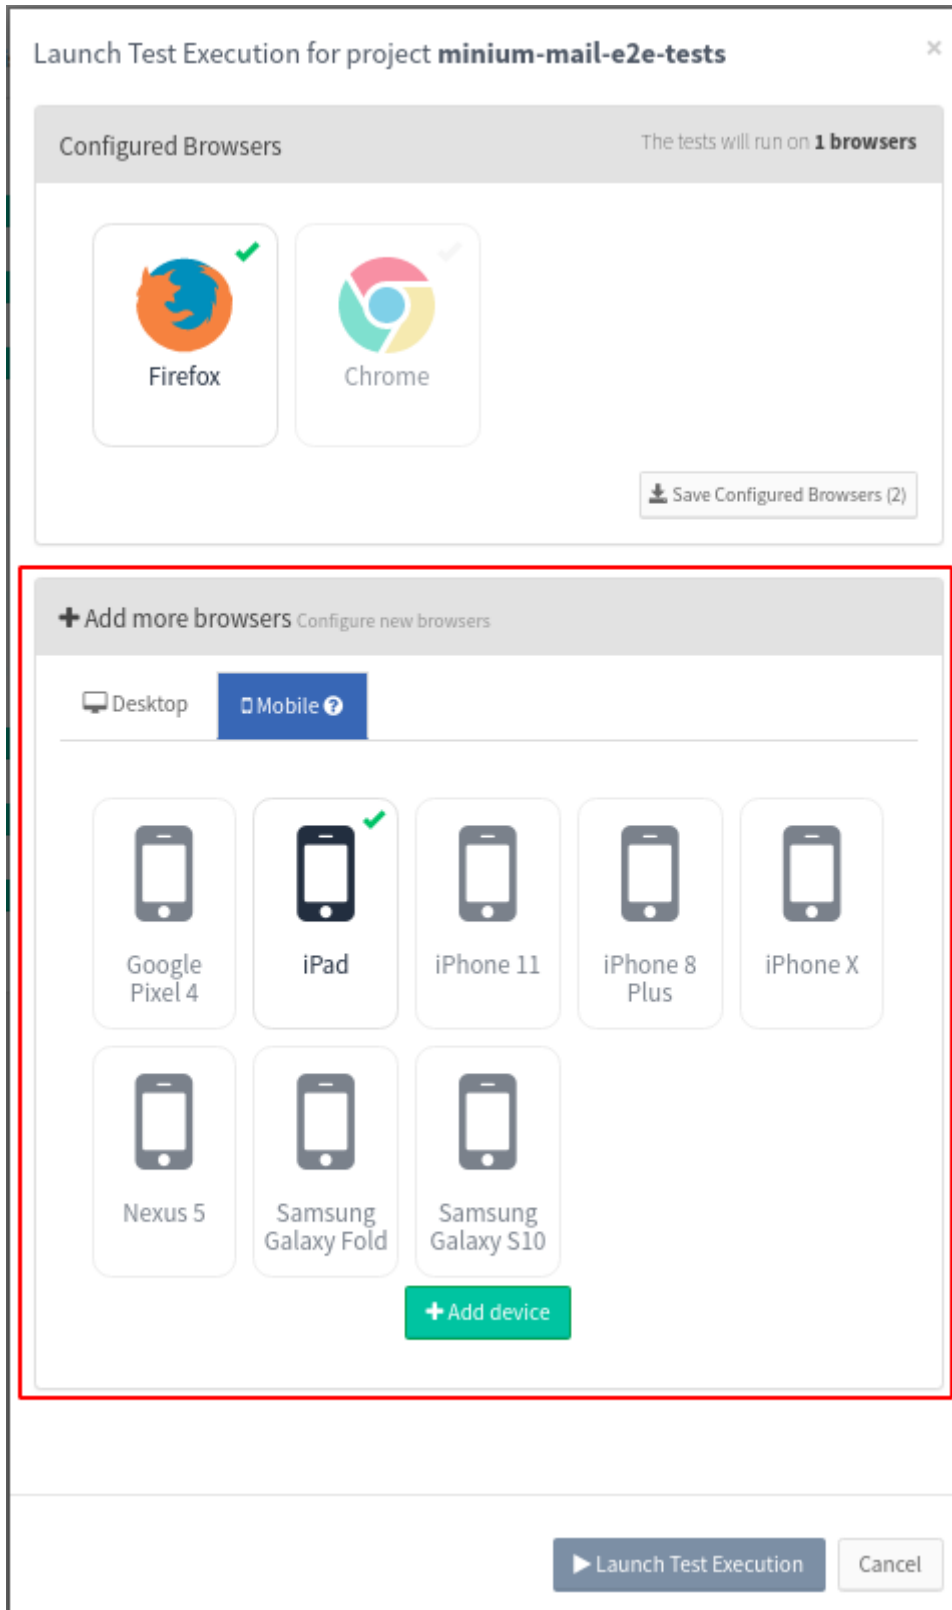 Launch Test Execution for project minium-mail-e2e-tests
×
Configured Browsers
The tests will run on 1 browsers
Firefox
Chrome
Save Configured Browsers (2)
Add more browsers Configure new browsers
Desktop
Mobile ?
Google
Pixel 4
iPad
iPhone 11
iPhone 8
Plus
iPhone X
Nexus 5
Samsung
Galaxy Fold
Samsung
Galaxy S10
+ Add device
Launch Test Execution
Cancel